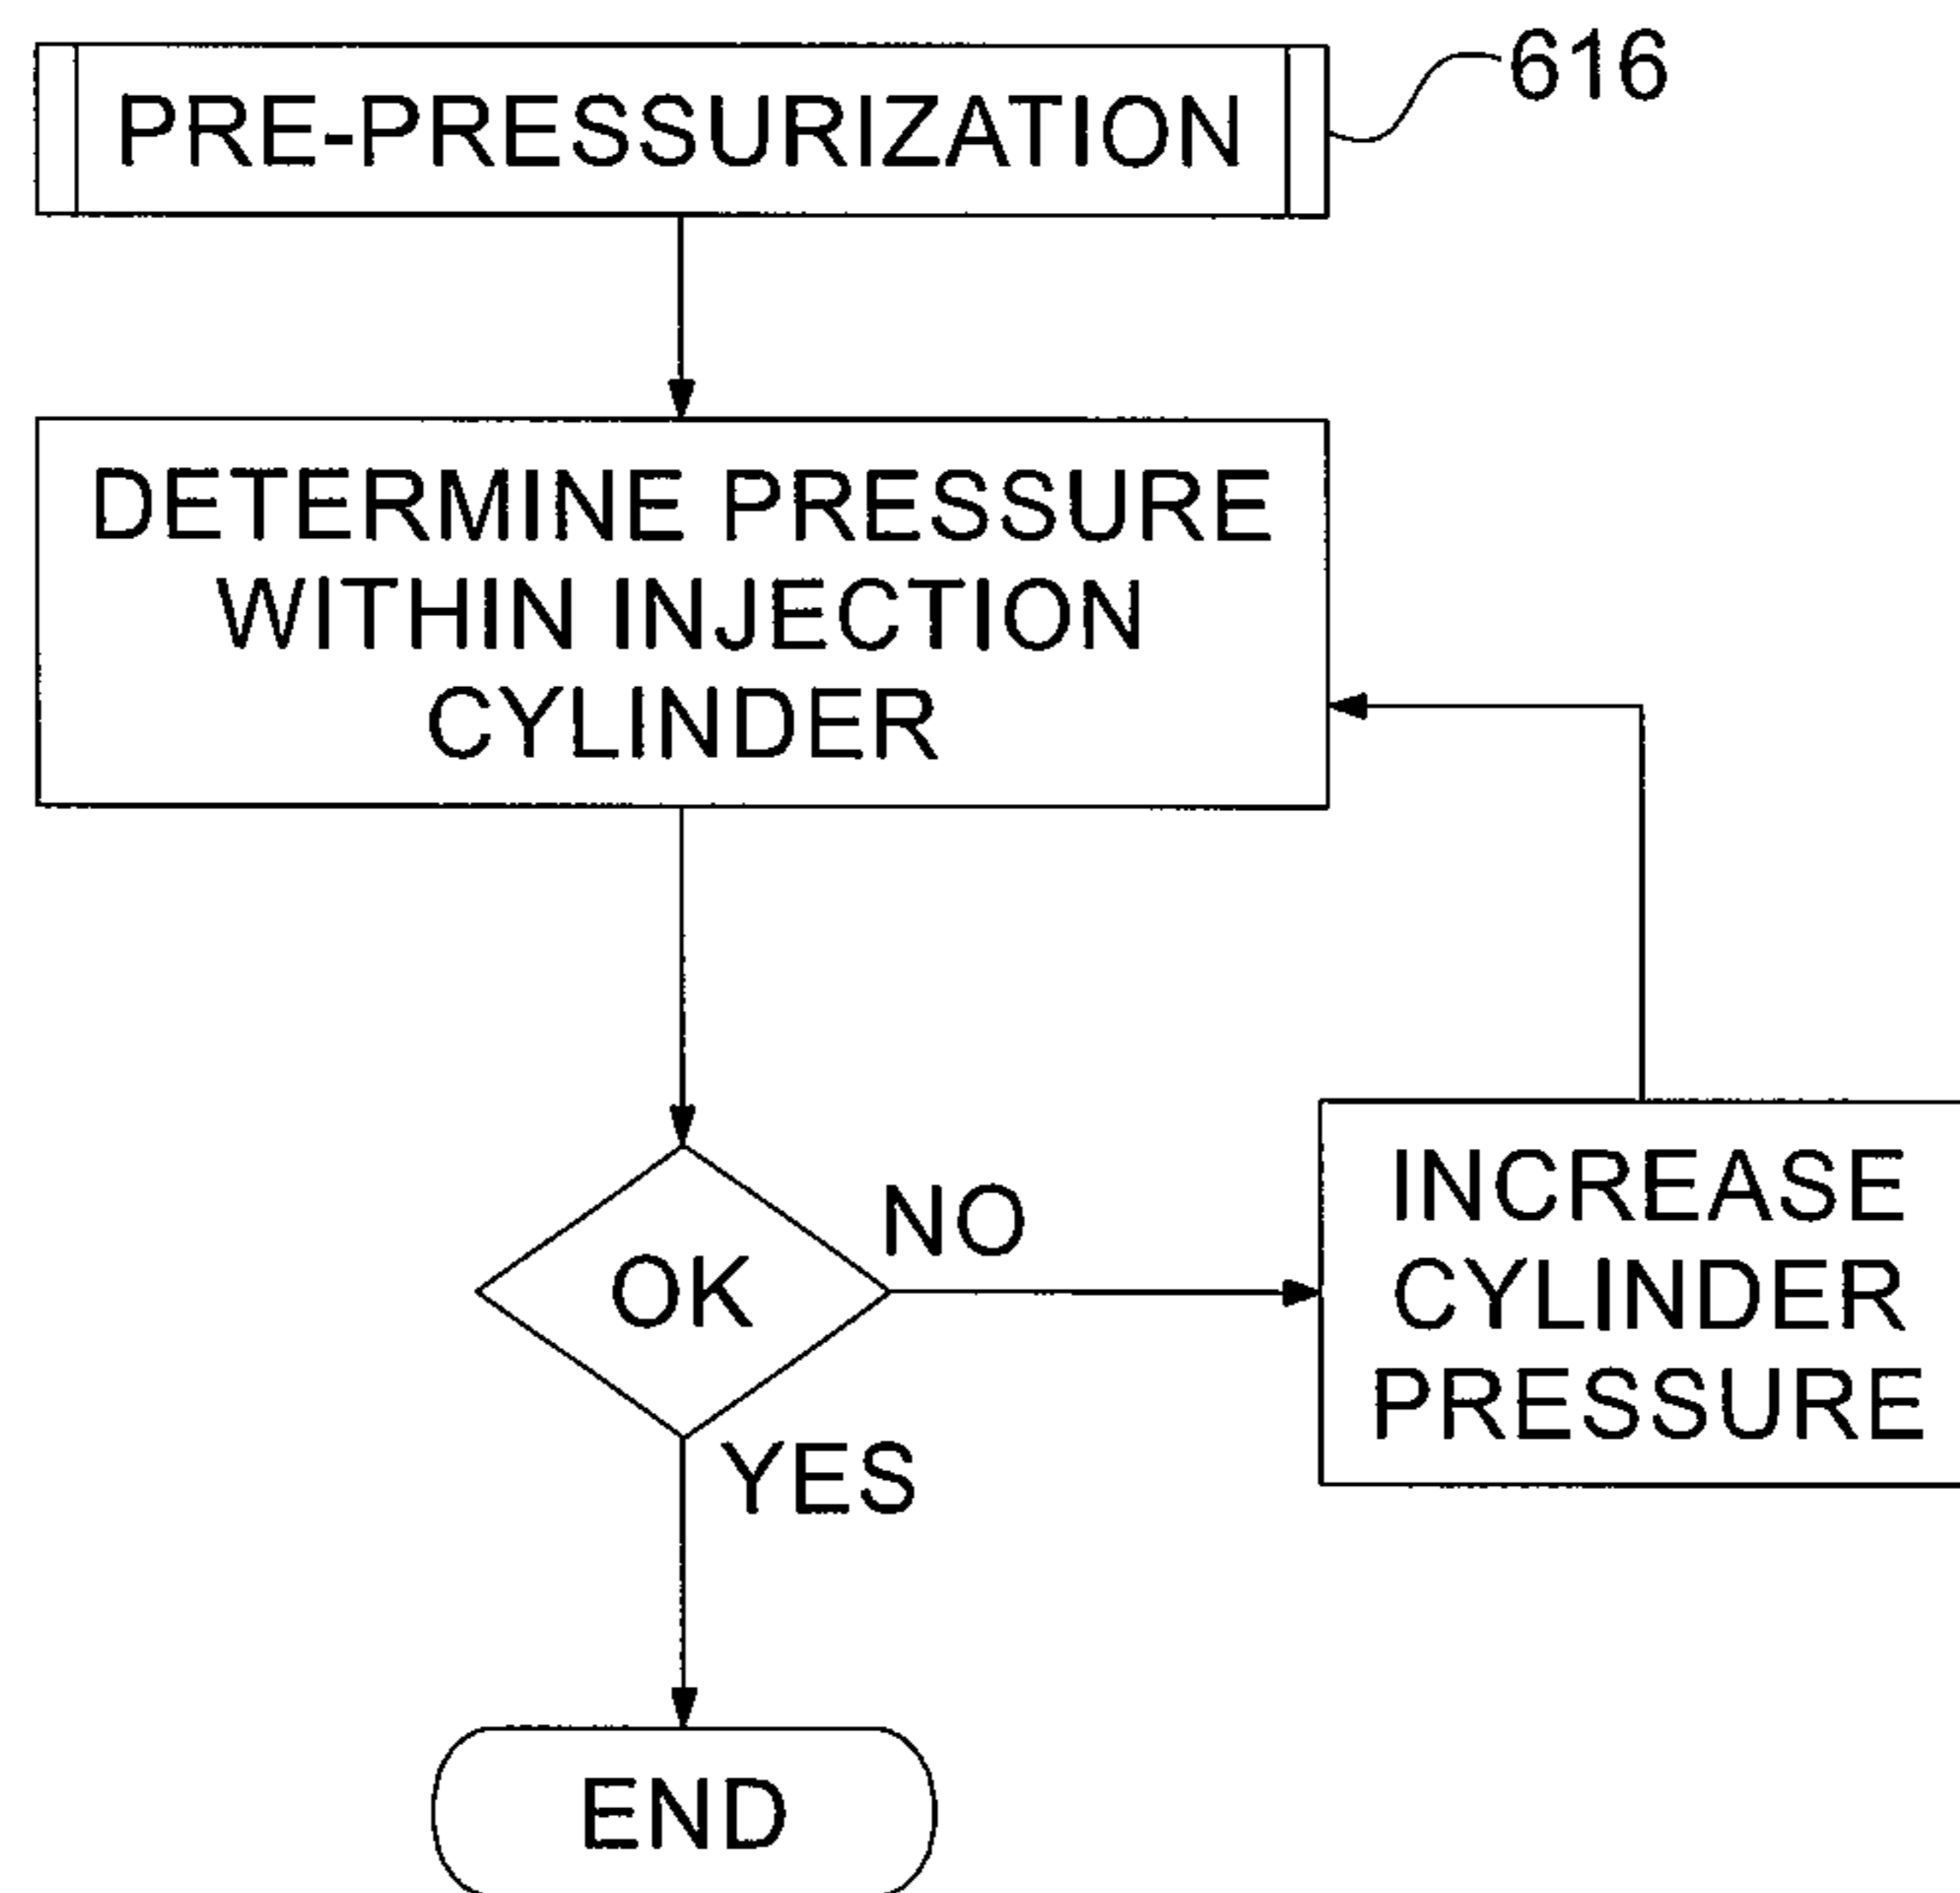 PRE-PRESSURIZATION
616
DETERMINE PRESSURE
WITHIN INJECTION
CYLINDER
OK
NO
INCREASE
CYLINDER
PRESSURE
YES
END